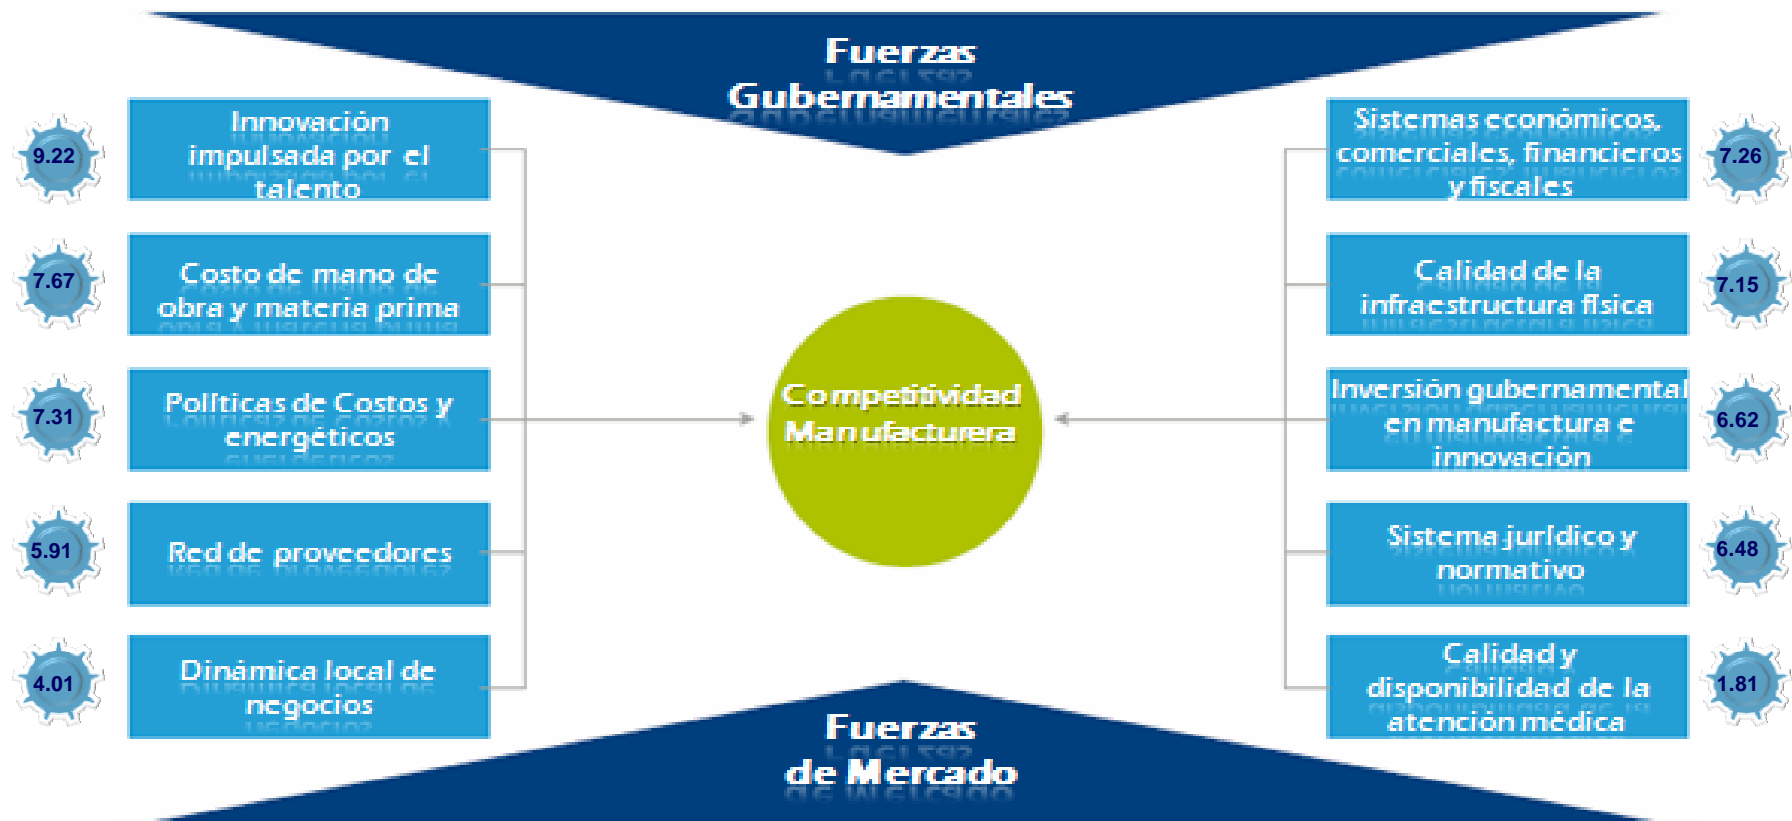 Fuerzas
Gubernamentales
9.22
Innovación
impulsada por el
talento
7.67
Costo de mano de
obra y materia prima
7.31
Políticas de Costos y
energéticos
5.91
Red de proveedores
4.01
Dinámica local de
negocios
Competitividad
Manufacturera
Sistemas económicos,
comerciales, financieros
y fiscales
7.26
Calidad de la
infraestructura física
7.15
Inversión gubernamental
en manufactura e
innovación
6.62
Sistema jurídico y
normativo
6.48
Calidad y
disponibilidad de la
atención médica
1.81
Fuerzas
de Mercado